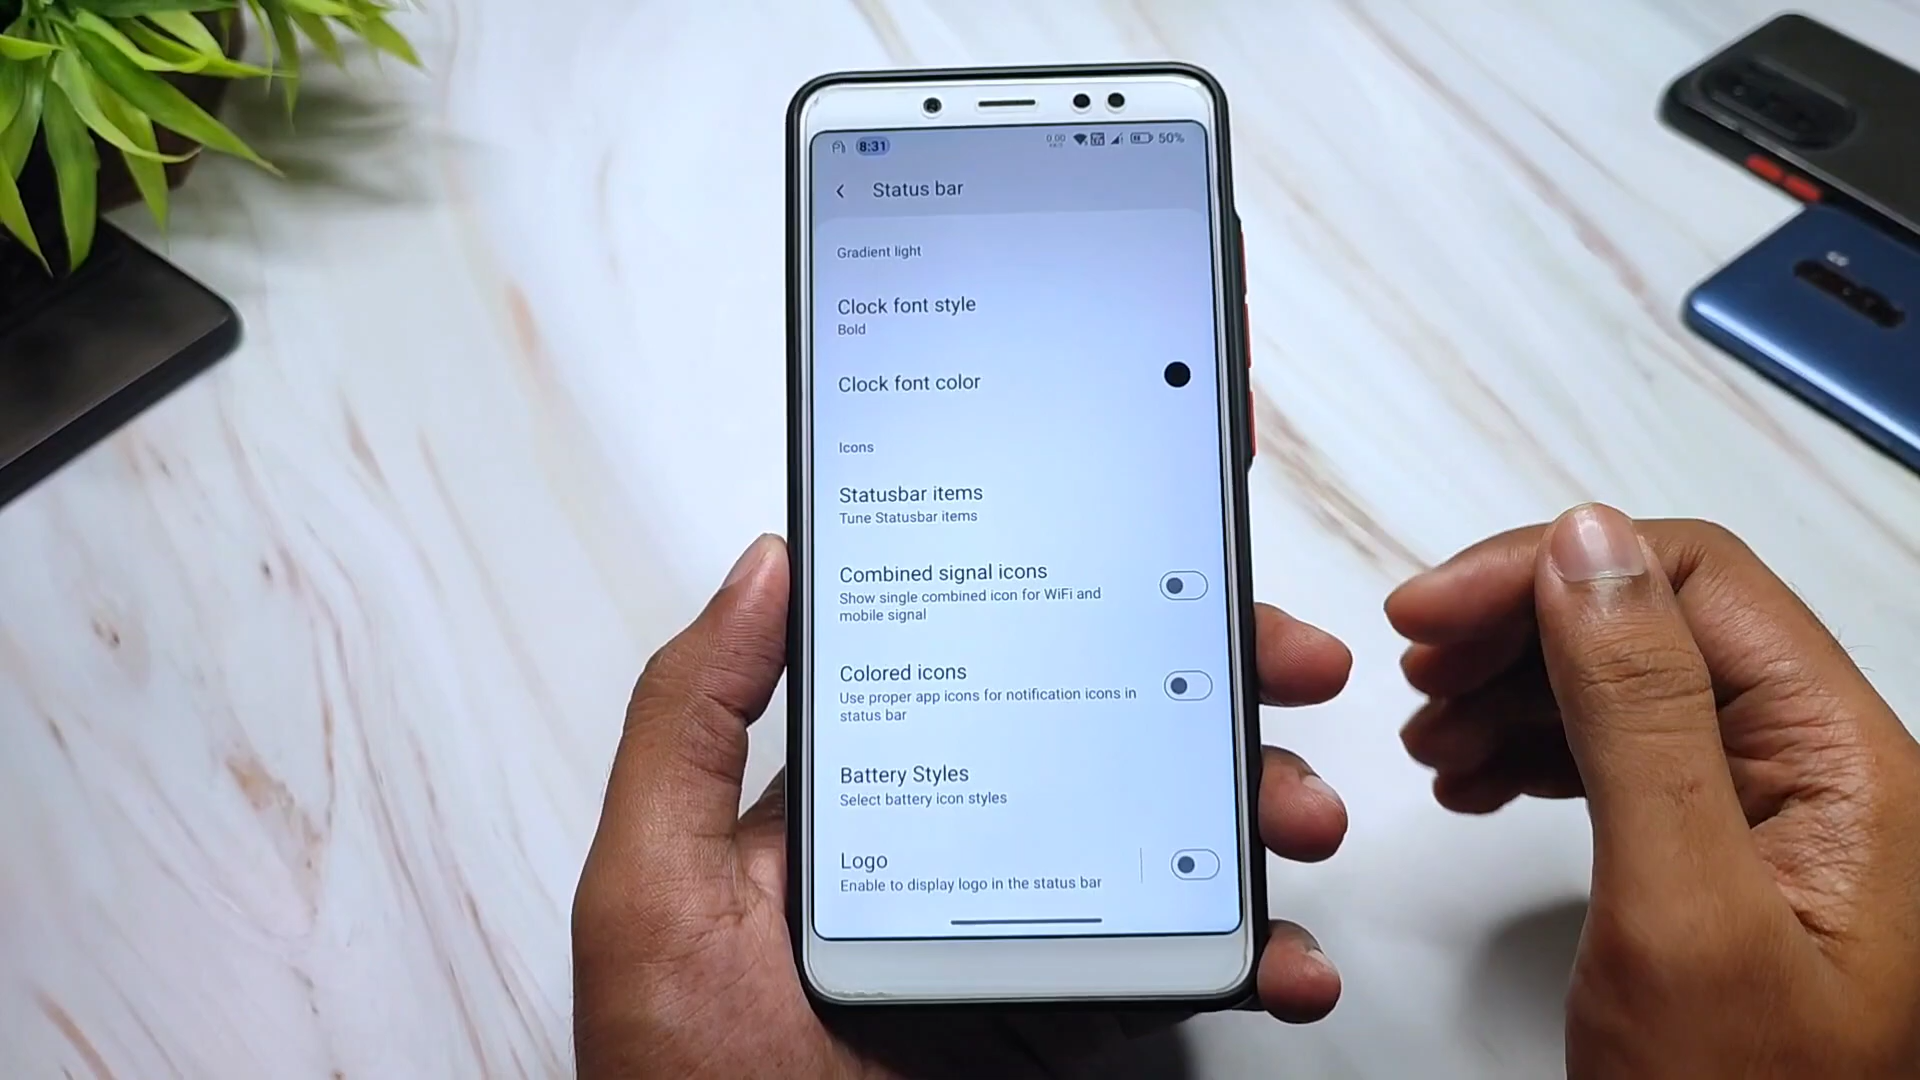 8:31
0.00
50%
Status bar
Gradient light
Clock font style
Bold
Clock font color
Icons
Statusbar items
Tune Statusbar items
Combined signal icons
Show single combined icon for WiFi and
mobile signal
Colored icons
Use proper app icons for notification icons in
status bar
Battery Styles
Select battery icon styles
Logo
Enable to display logo in the status bar